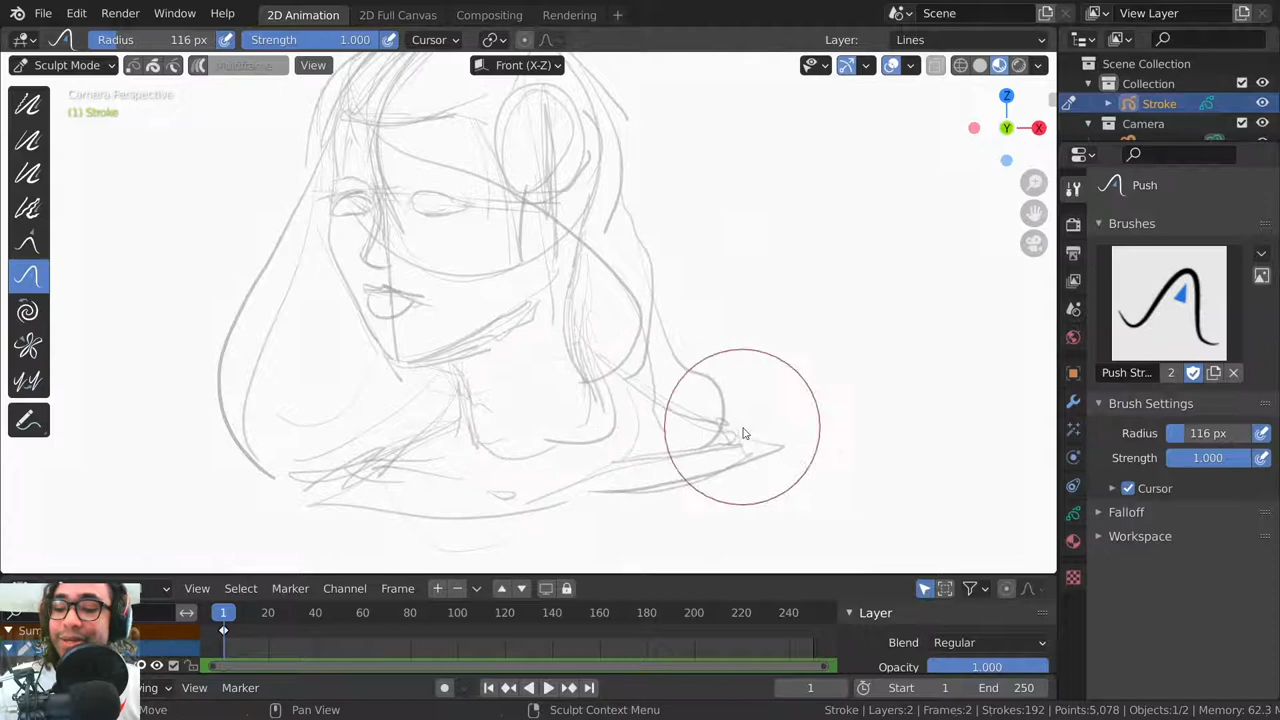 File Edit Render Window Help 2D Animation 2D Full Canvas Compositing Rendering + Scene View Layer
Radius 116 px Strength 1.000 Cursor Layer: Lines
Sculpt Mode Multiframe View Front (X-Z)
Camera Perspective
(1) Stroke
Scene Collection
Collection
Stroke
Camera
Push
Brushes
Push Str... 2
Brush Settings
Radius 116 px
Strength 1.000
Cursor
Falloff
Workspace
View Select Marker Channel Frame
1 20 40 60 80 100 120 140 160 180 200 220 240
Layer
Sum
Blend Regular
Opacity 1.000
ying View Marker 1 Start 1 End 250
Move Pan View Sculpt Context Menu Stroke | Layers:2 | Frames:2 | Strokes:192 | Points:5,078 | Objects:1/2 | Memory: 62.3 M